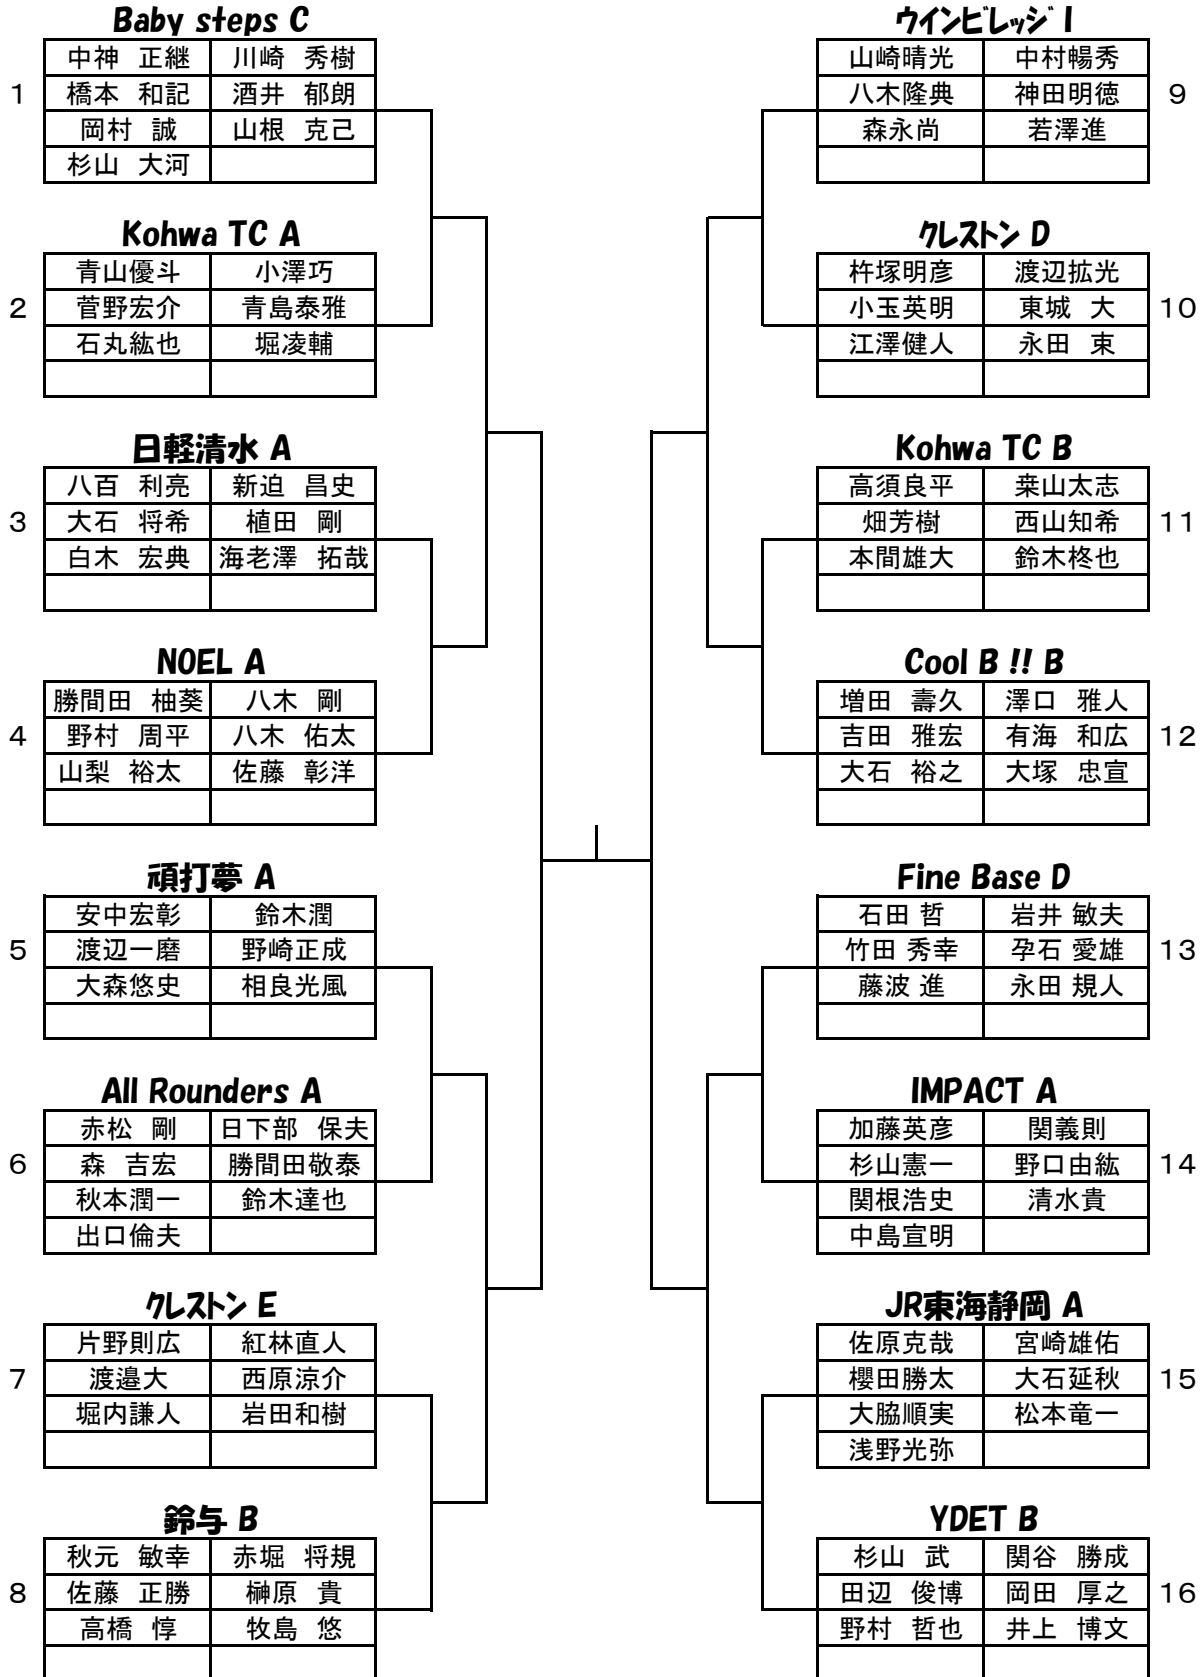 Baby steps C
1
中神 正継 川崎 秀樹
橋本 和記 酒井 郁朗
岡村 誠 山根 克己
杉山 大河
Kohwa TC A
2
青山優斗 小澤巧
菅野宏介 青島泰雅
石丸紘也 堀凌輔
日軽清水 A
3
八百 利亮 新迫 昌史
大石 将希 植田 剛
白木 宏典 海老澤 拓哉
NOEL A
4
勝間田 柚葵 八木 剛
野村 周平 八木 佑太
山梨 裕太 佐藤 彰洋
頑打夢 A
5
安中宏彰 鈴木潤
渡辺一磨 野崎正成
大森悠史 相良光風
All Rounders A
6
赤松 剛 日下部 保夫
森 吉宏 勝間田敬泰
秋本潤一 鈴木達也
出口倫夫
クレストン E
7
片野則広 紅林直人
渡邉大 西原涼介
堀内謙人 岩田和樹
鈴与 B
8
秋元 敏幸 赤堀 将規
佐藤 正勝 榊原 貴
高橋 惇 牧島 悠
ウインビレッジ I
9
山崎晴光 中村暢秀
八木隆典 神田明徳
森永尚 若澤進
クレストン D
10
杵塚明彦 渡辺拡光
小玉英明 東城 大
江澤健人 永田 東
Kohwa TC B
11
高須良平 桒山太志
畑芳樹 西山知希
本間雄大 鈴木柊也
Cool B !! B
12
増田 壽久 澤口 雅人
吉田 雅宏 有海 和広
大石 裕之 大塚 忠宣
Fine Base D
13
石田 哲 岩井 敏夫
竹田 秀幸 孕石 愛雄
藤波 進 永田 規人
IMPACT A
14
加藤英彦 関義則
杉山憲一 野口由紘
関根浩史 清水貴
中島宣明
JR東海静岡 A
15
佐原克哉 宮崎雄佑
櫻田勝太 大石延秋
大脇順実 松本竜一
浅野光弥
YDET B
16
杉山 武 関谷 勝成
田辺 俊博 岡田 厚之
野村 哲也 井上 博文